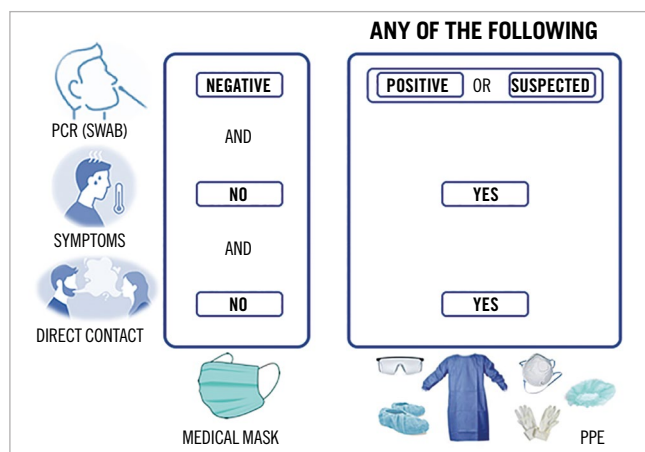 ANY OF THE FOLLOWING
NEGATIVE
POSITIVE OR SUSPECTED
PCR (SWAB)
AND
NO
YES
SYMPTOMS
AND
NO
YES
DIRECT CONTACT
MEDICAL MASK
PPE